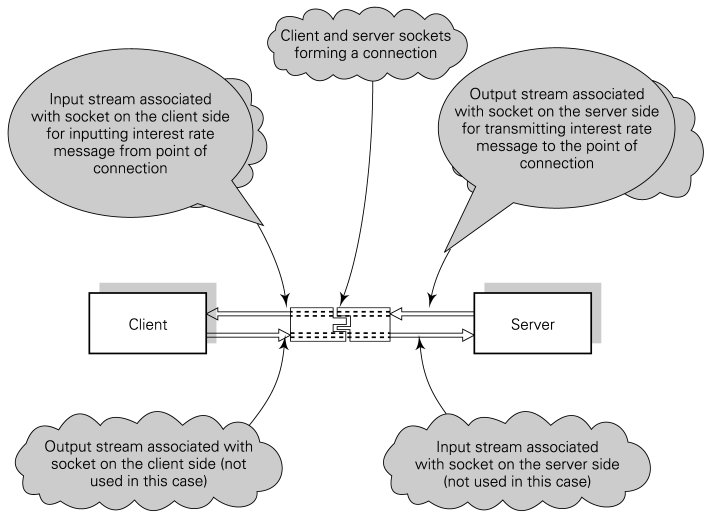 Client and server sockets
forming a connection
Input stream associated
with socket on the client side
for inputting interest rate
message from point of
connection
Output stream associated
with socket on the server side
for transmitting interest rate
message to the point of
connection
Client
Server
Output stream associated with
socket on the client side (not
used in this case)
Input stream associated
with socket on the server side
(not used in this case)